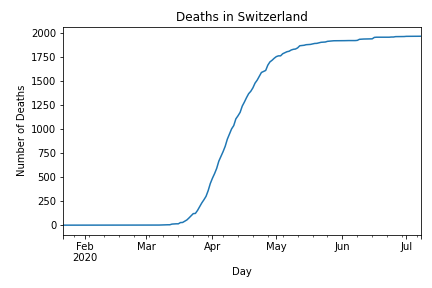 Deaths in Switzerland
Number of Deaths
2000
1750
1500
1250
1000
750
500
250
0
Feb
2020
Mar
Apr
May
Jun
Jul
Day